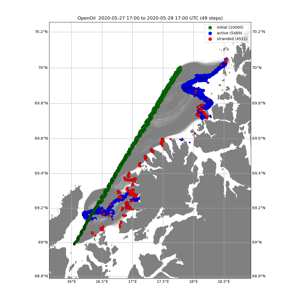 OpenOil  2020-05-27 17:00 to 2020-05-29 17:00 UTC (49 steps)
initial (10000)
active (5489)
stranded (4511)
70.2°N
70°N
69.8°N
69.6°N
69.4°N
69.2°N
69°N
68.8°N
70.2°N
70°N
69.8°N
69.6°N
69.4°N
69.2°N
69°N
68.8°N
16°E
16.5°E
17°E
17.5°E
18°E
18.5°E